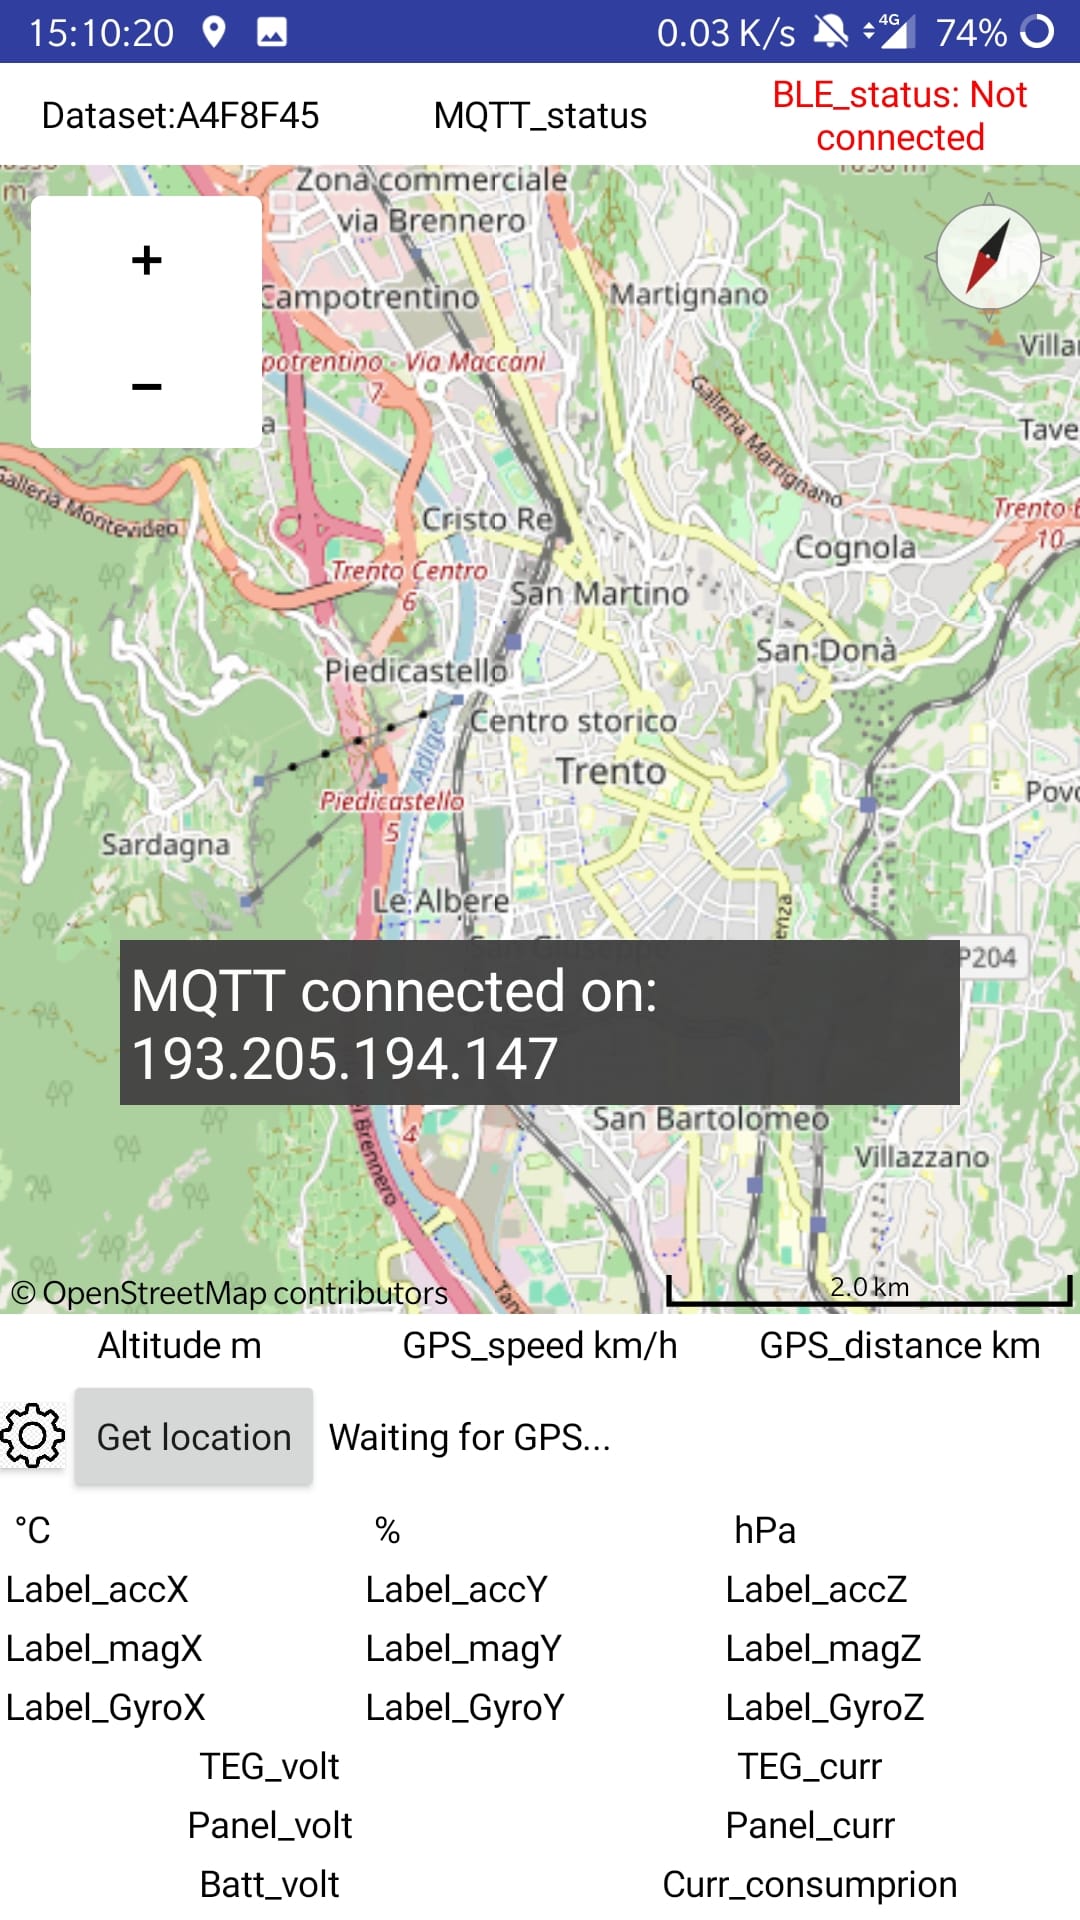 15:10:20
0.03 K/s
4G
74%
Dataset:A4F8F45
MQTT_status
BLE_status: Not
connected
m
Zona commerciale
via Brennero
+
−
Campotrentino
Martignano
Villa
potrentino - Via Maccani
7
Tave
a
Galleria Martignano
Galleria Montevideo
Trento
10
Cristo Re
Cognola
Trento Centro
6
San Martino
San Donà
Piedicastello
Centro storico
Adige
Trento
Piedicastello
5
Povo
Sardagna
Le Albere
enza
P204
MQTT connected on:
193.205.194.147
San Bartolomeo
4
Villazzano
l Brennero
© OpenStreetMap contributors
Tang
2.0 km
Altitude m
GPS_speed km/h
GPS_distance km
Get location
Waiting for GPS...
°C
%
hPa
Label_accX
Label_accY
Label_accZ
Label_magX
Label_magY
Label_magZ
Label_GyroX
Label_GyroY
Label_GyroZ
TEG_volt
TEG_curr
Panel_volt
Panel_curr
Batt_volt
Curr_consumprion